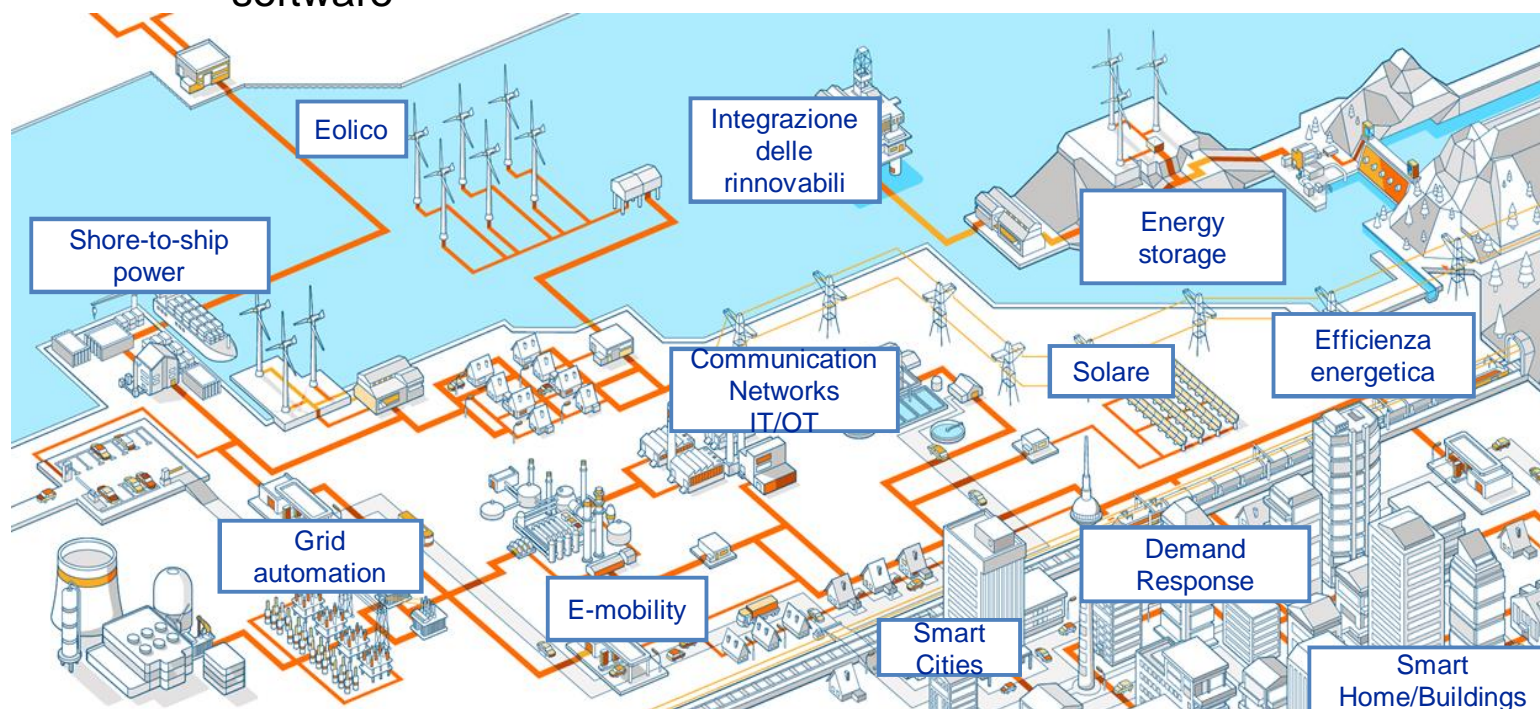 software
Eolico
Integrazione
delle
rinnovabili
Energy
storage
Shore-to-ship
power
Communication
Networks
IT/OT
Solare
Efficienza
energetica
Grid
automation
E-mobility
Demand
Response
Smart
Cities
Smart
Home/Buildings